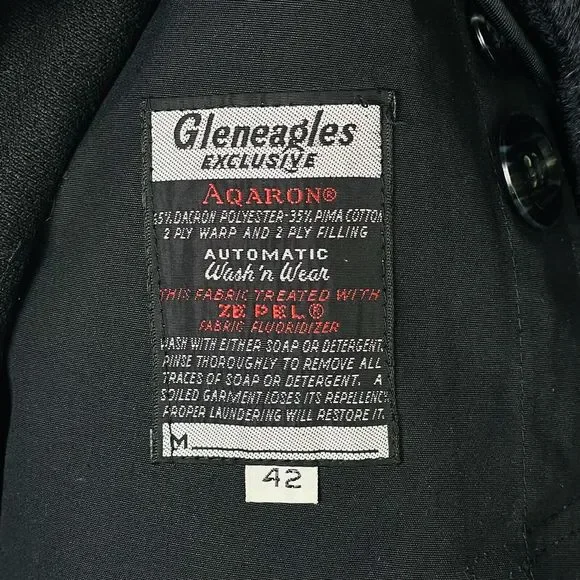 Gleneagles
EXCLUSIVE
AQARON®
5% DACRON POLYESTER-35% PIMA COTTON
2 PLY WARP AND 2 PLY FILLING
AUTOMATIC
Wash'n Wear
THIS FABRIC TREATED WITH
ZE PEL®
FABRIC FLUORIDIZER
WASH WITH EITHER SOAP OR DETERGENT.
RINSE THOROUGHLY TO REMOVE ALL
TRACES OF SOAP OR DETERGENT. A
SOILED GARMENT LOSES ITS REPELLENCY
PROPER LAUNDERING WILL RESTORE IT.
M
42